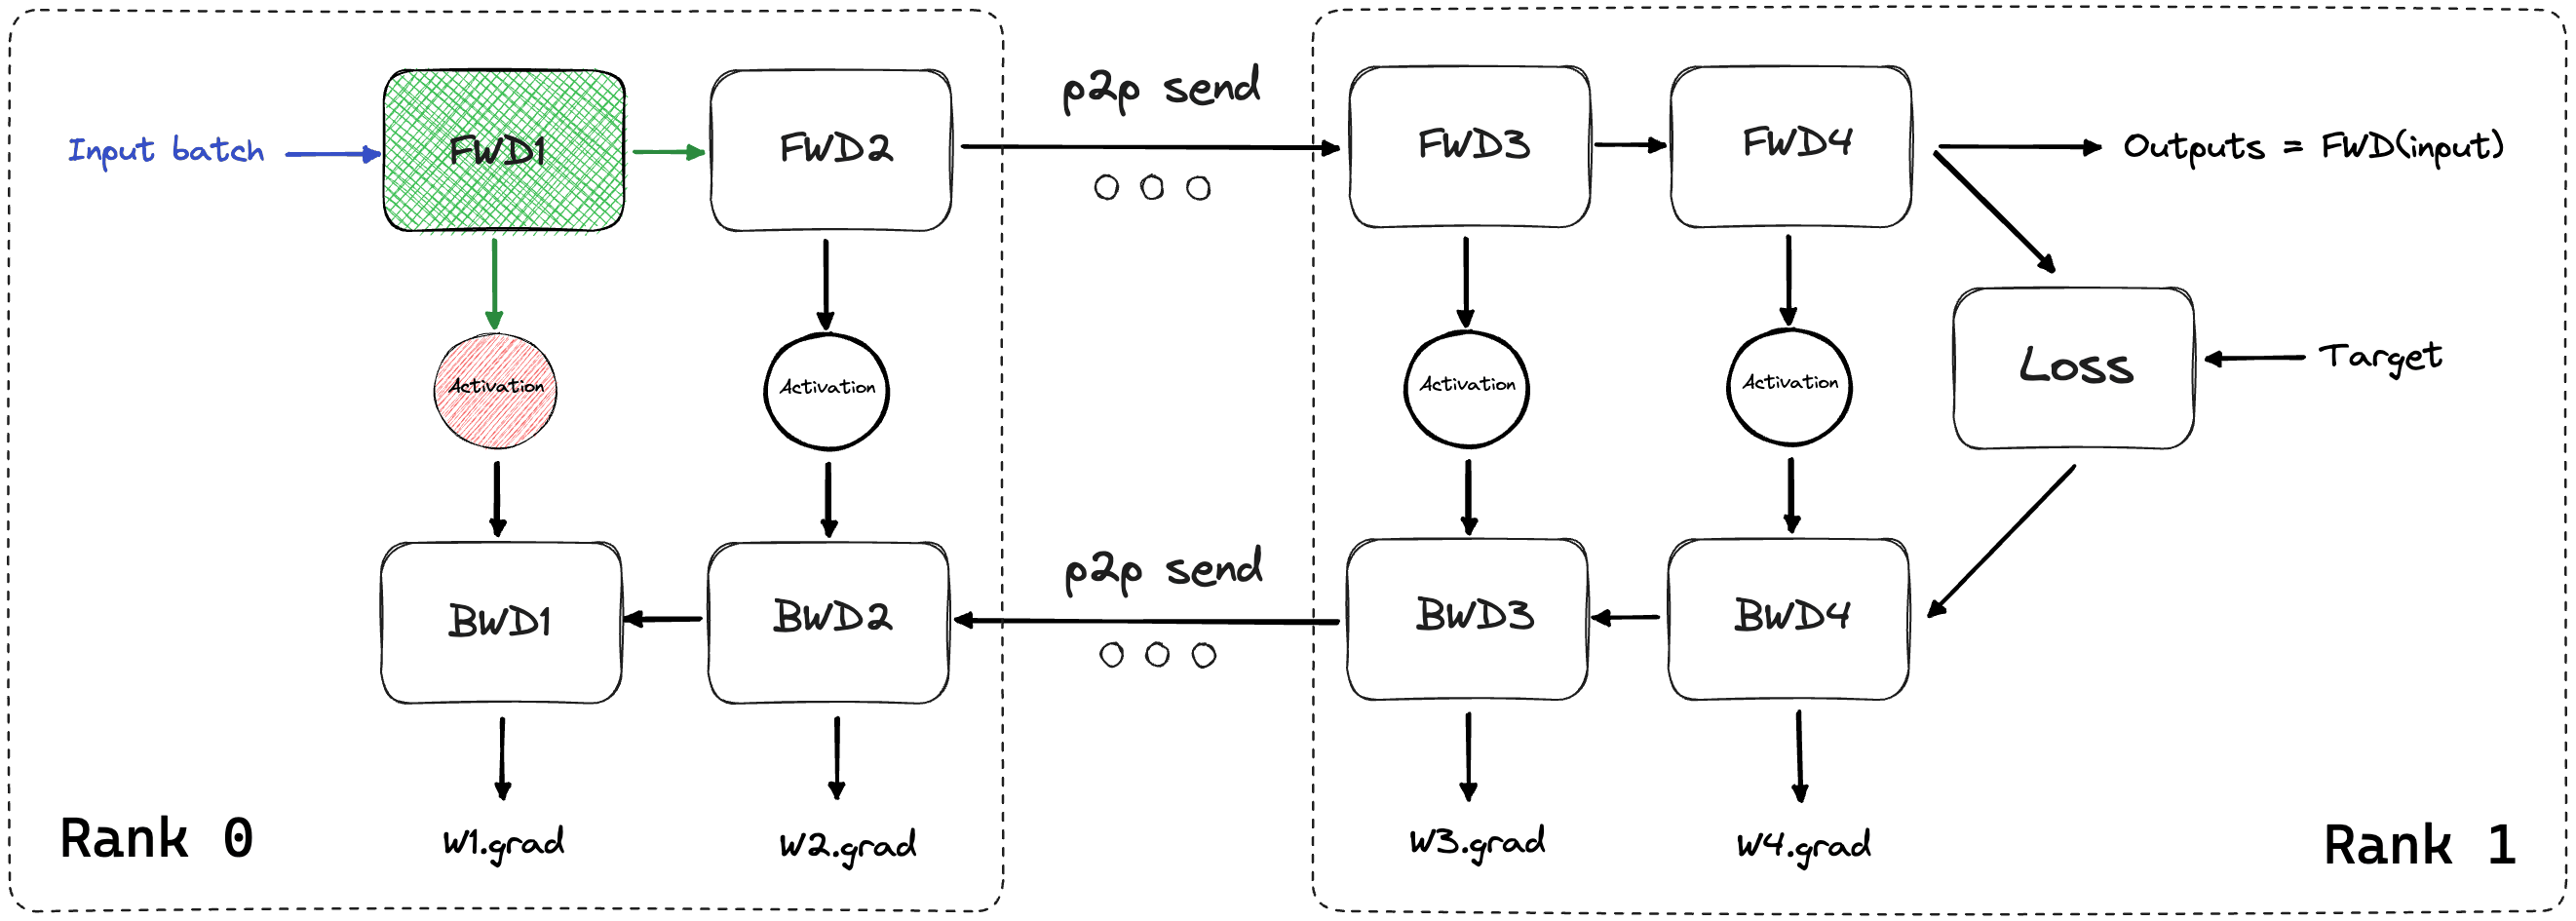 p2p send
Input batch
FWD1
FWD2
FWD3
FWD4
Outputs = FWD(input)
Activation
Activation
Activation
Activation
Loss
Target
p2p send
BWD1
BWD2
BWD3
BWD4
Rank 0
W1.grad
W2.grad
W3.grad
W4.grad
Rank 1